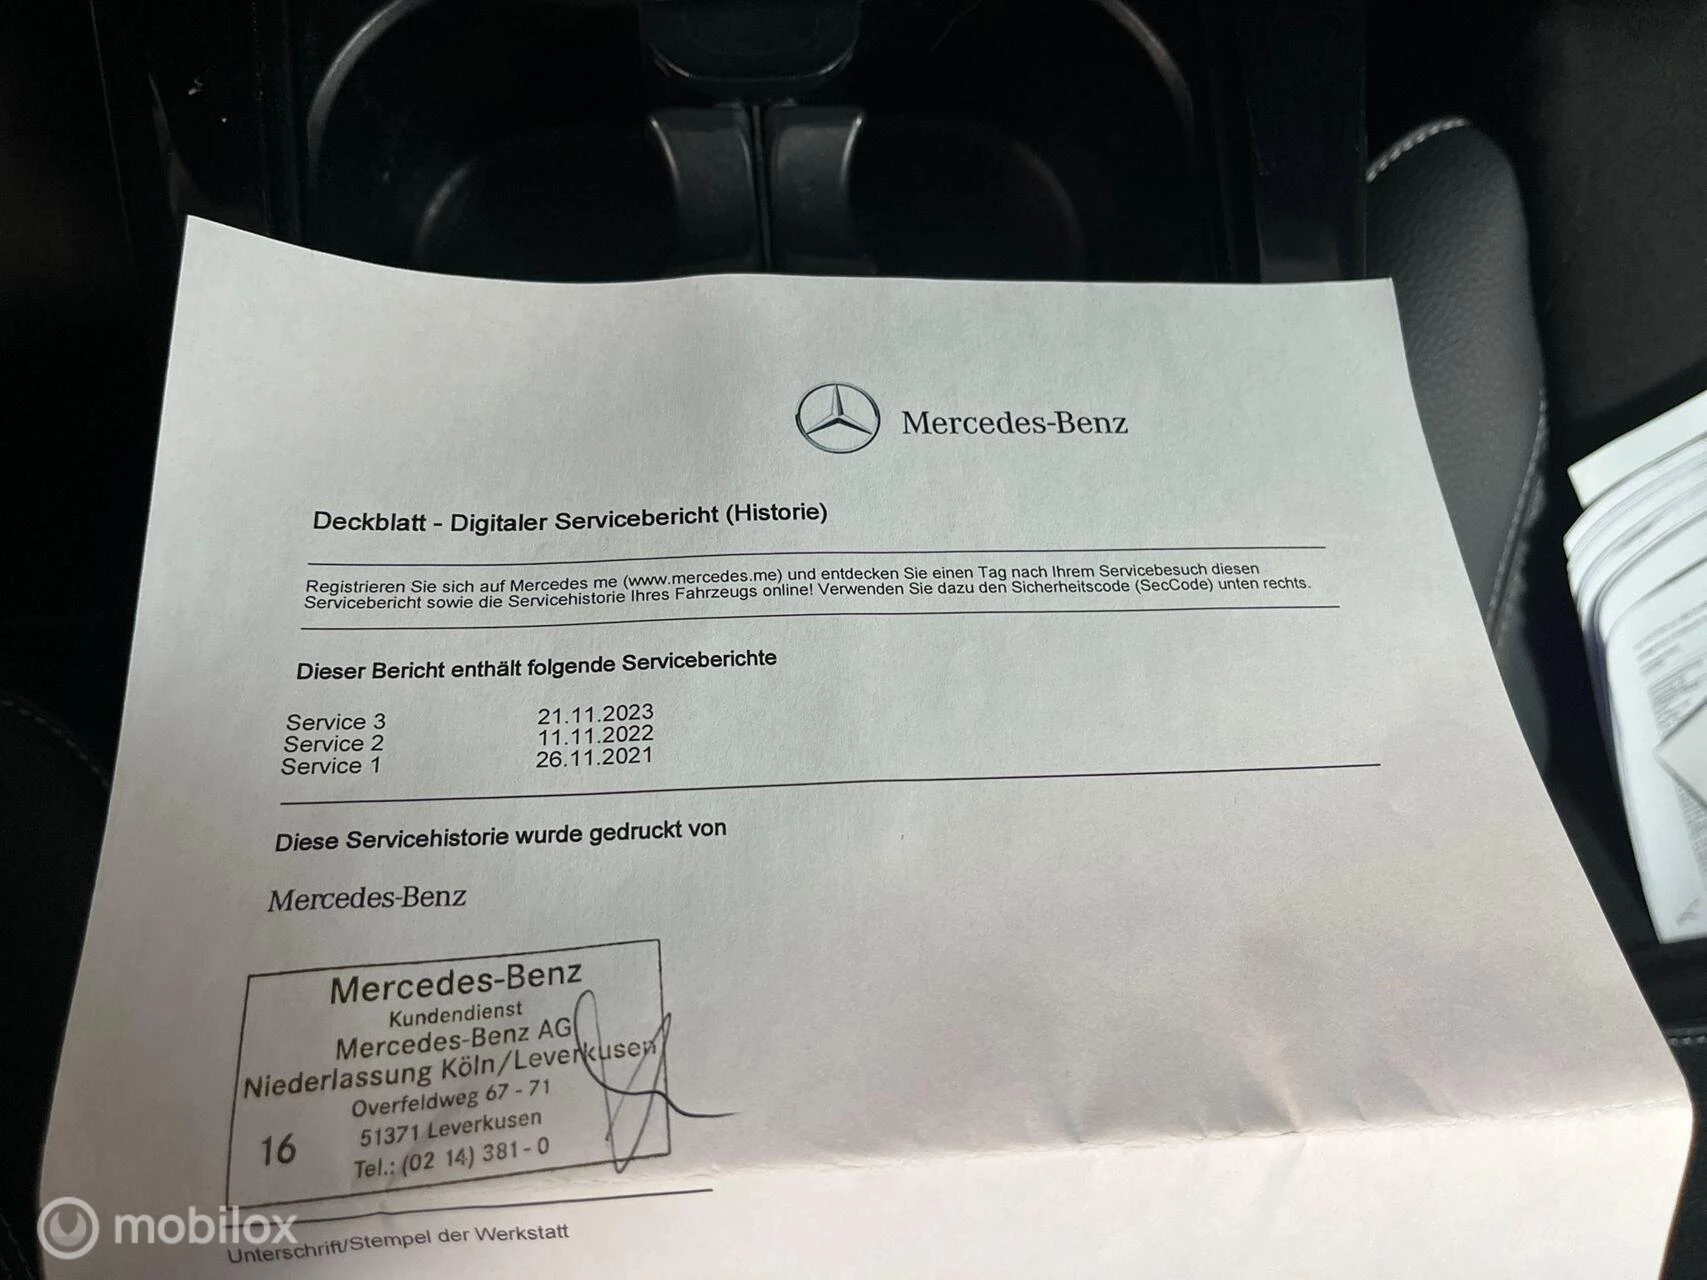 Mercedes-Benz
Deckblatt - Digitaler Servicebericht (Historie)
Registrieren Sie sich auf Mercedes me (www.mercedes.me) und entdecken Sie einen Tag nach Ihrem Servicebesuch diesen
Servicebericht sowie die Servicehistorie Ihres Fahrzeugs online! Verwenden Sie dazu den Sicherheitscode (SecCode) unten rechts.
Dieser Bericht enthält folgende Serviceberichte
Service 3 21.11.2023
Service 2 11.11.2022
Service 1 26.11.2021
Diese Servicehistorie wurde gedruckt von
Mercedes-Benz
Mercedes-Benz
Kundendienst
Mercedes-Benz AG
Niederlassung Köln/Leverkusen
Overfeldweg 67 - 71
51371 Leverkusen
16 Tel.: (02 14) 381 - 0
Unterschrift/Stempel der Werkstatt
mobilox